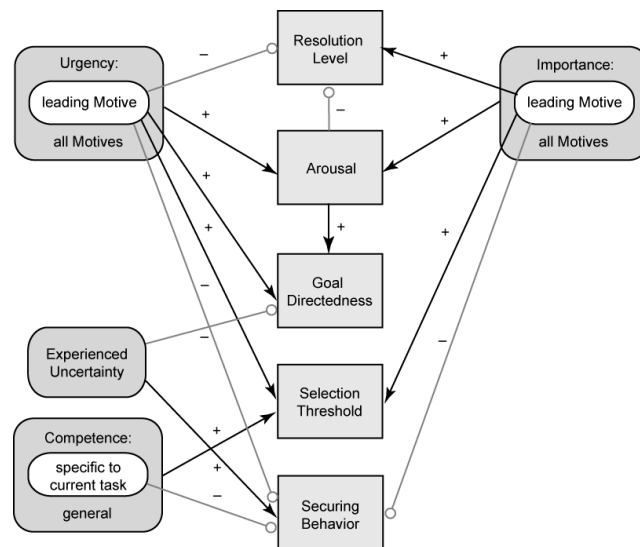 Urgency:
leading Motive
all Motives
Resolution
Level
Importance:
leading Motive
all Motives
–
+
+
–
+
Arousal
+
+
+
+
Goal
Directedness
–
–
–
Experienced
Uncertainty
Selection
Threshold
Competence:
specific to
current task
general
+
+
–
Securing
Behavior